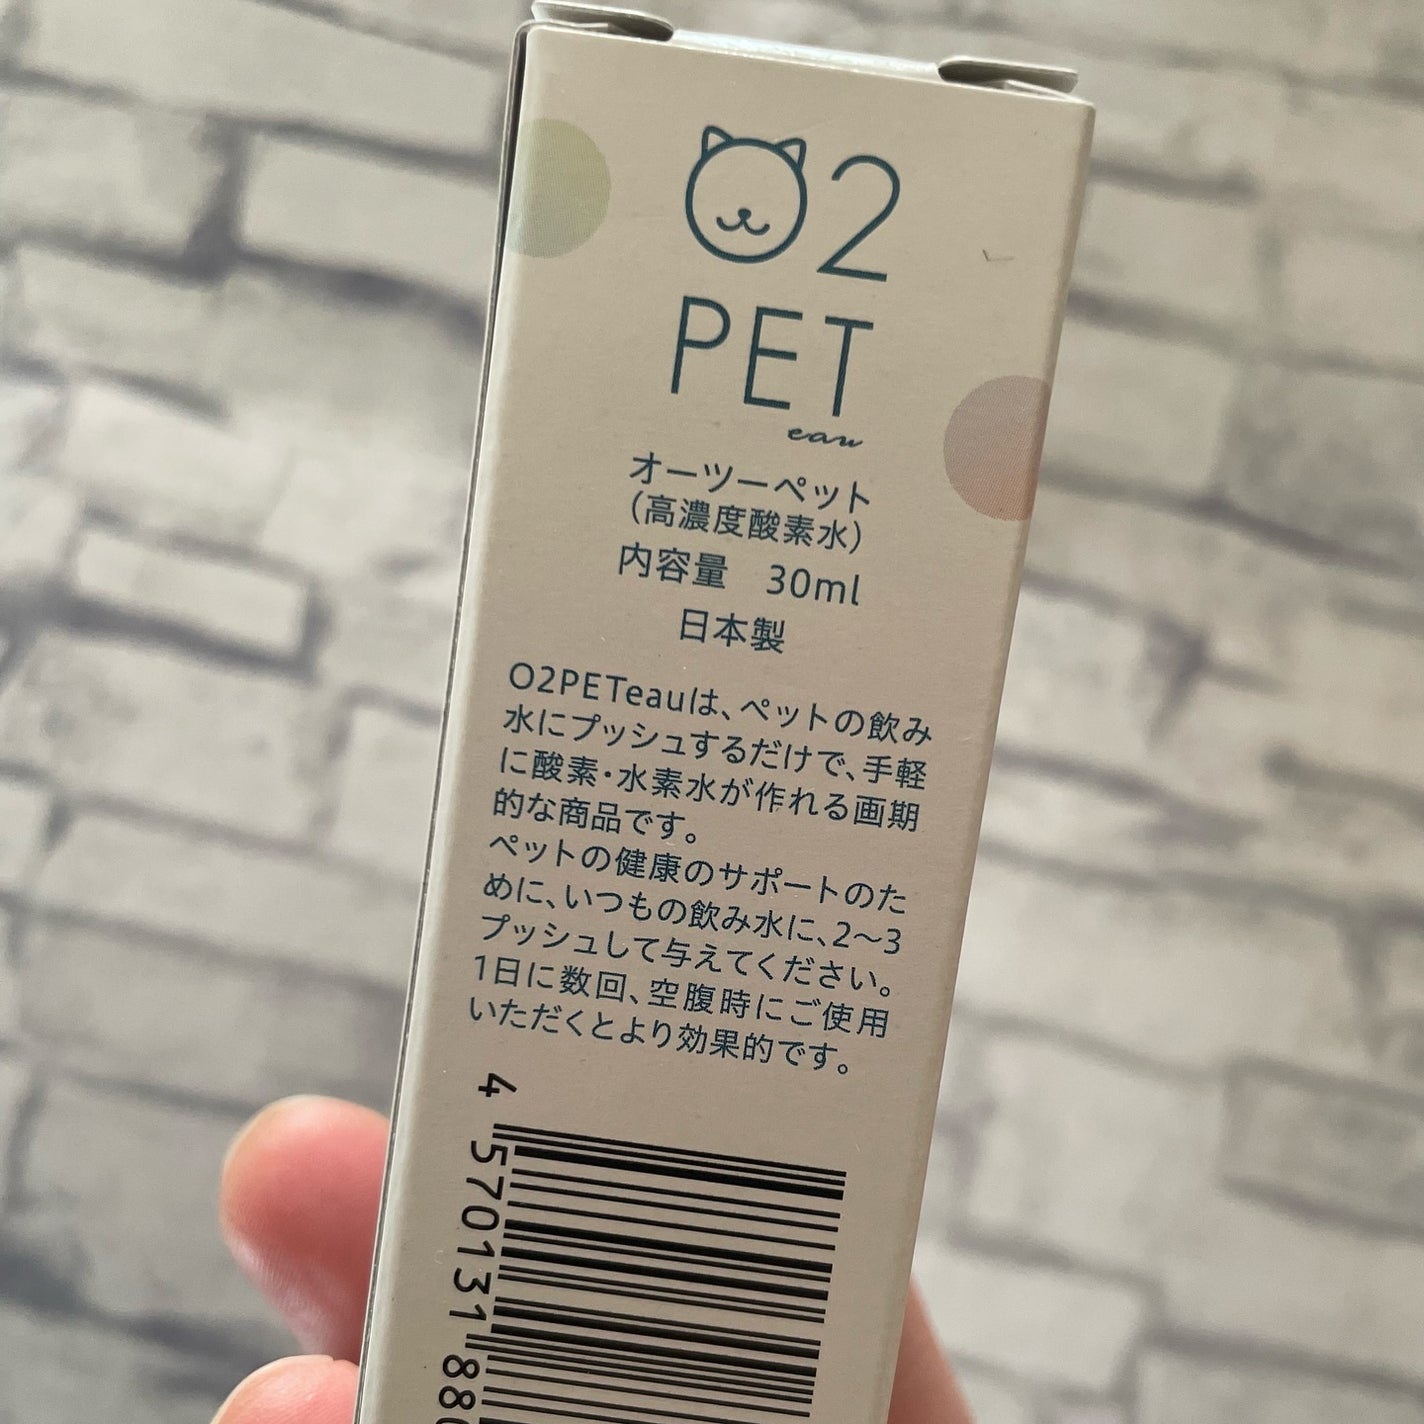 O2
PET
eau
オーツーペット
(高濃度酸素水)
内容量　30ml
日本製
O2PETeauは、ペットの飲み
水にプッシュするだけで、手軽
に酸素・水素水が作れる画期
的な商品です。
ペットの健康のサポートのた
めに、いつもの飲み水に、2〜3
プッシュして与えてください。
1日に数回、空腹時にご使用
いただくとより効果的です。
4 570131 88